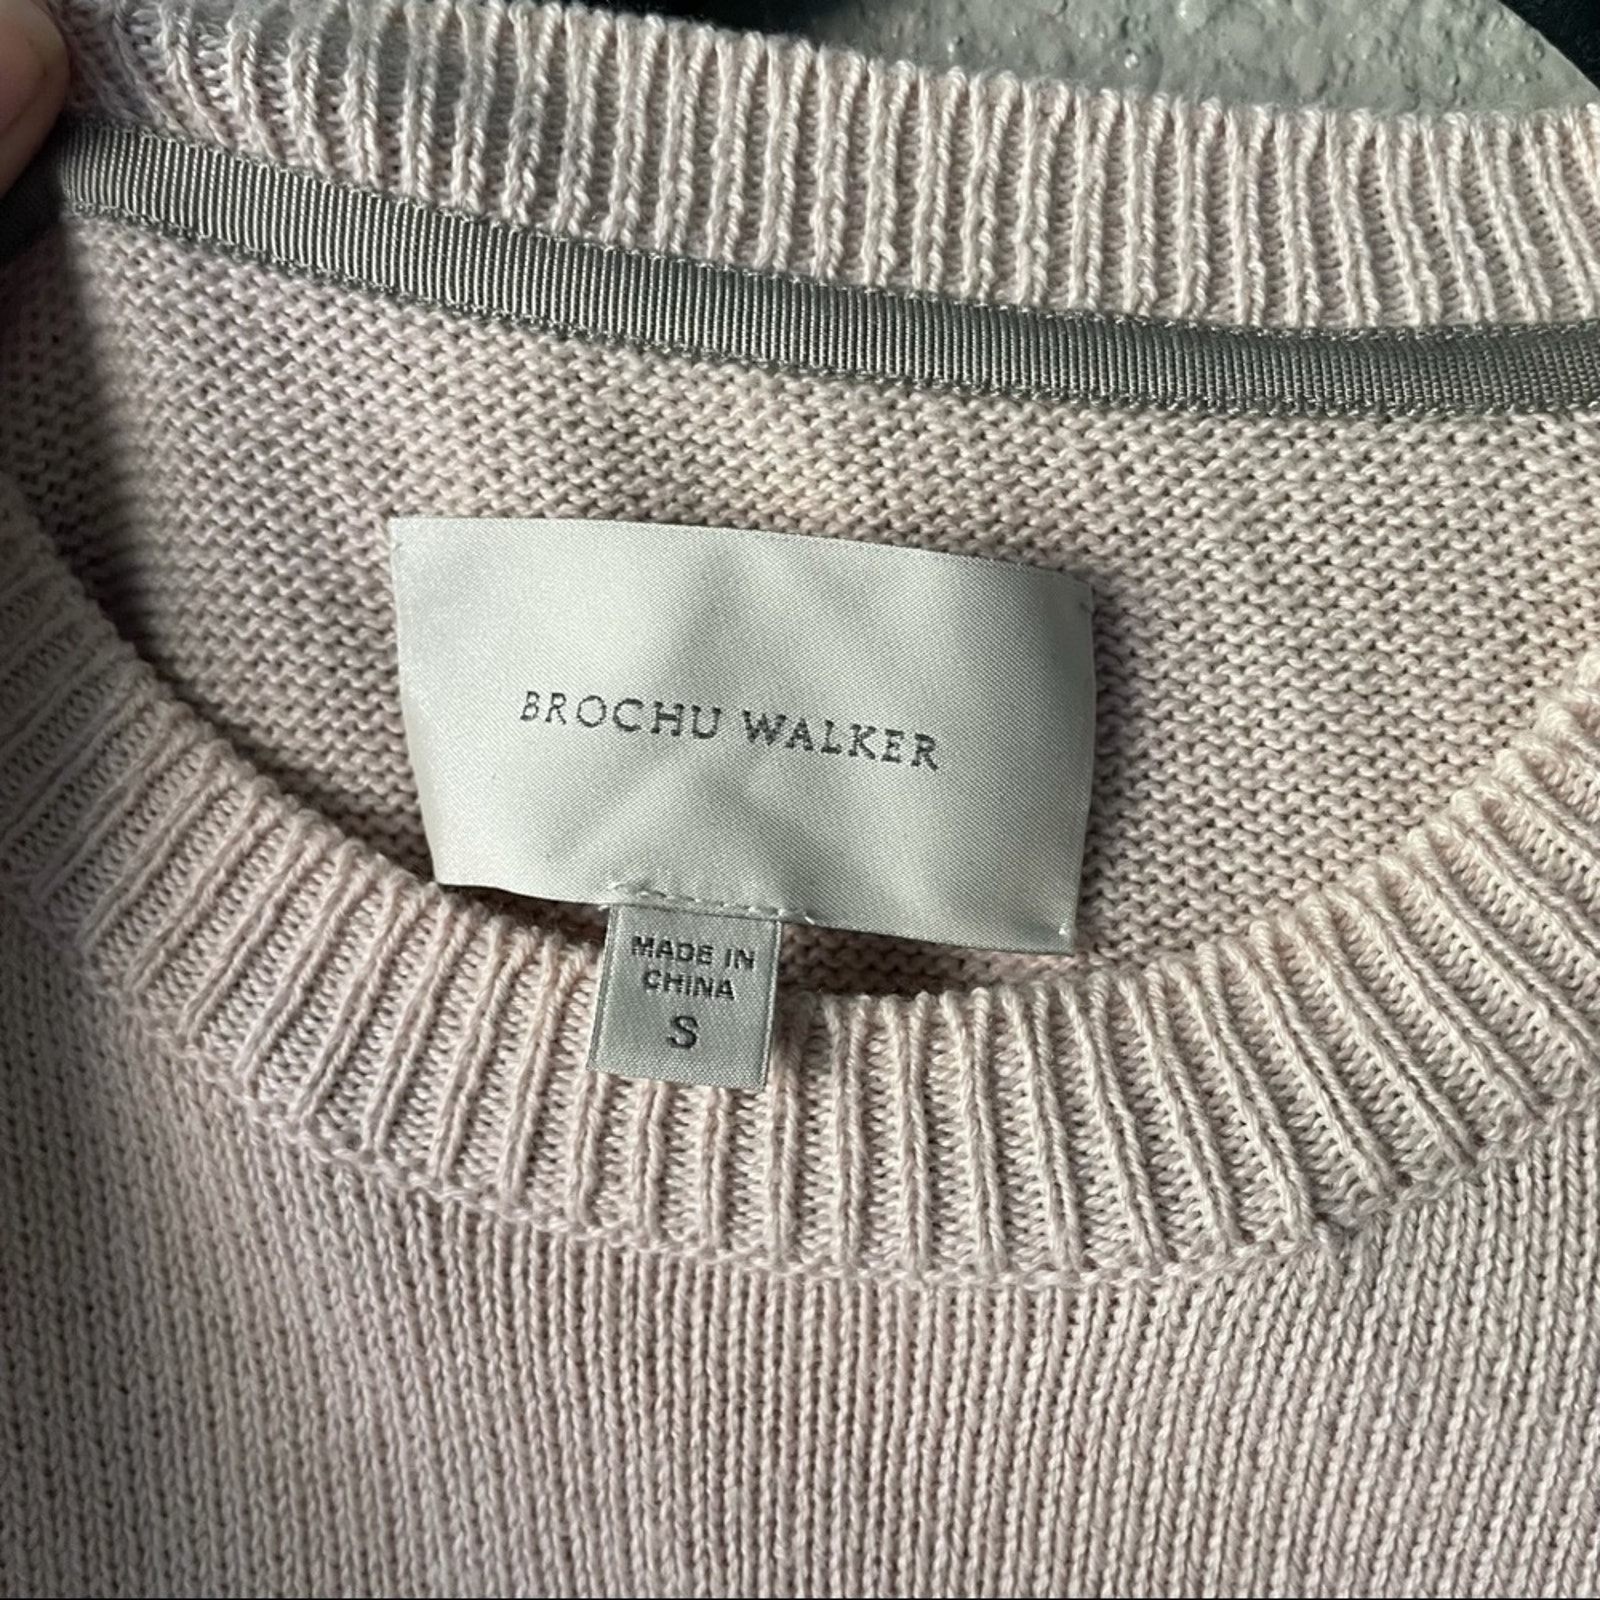 BROCHU WALKER
MADE IN
CHINA
S